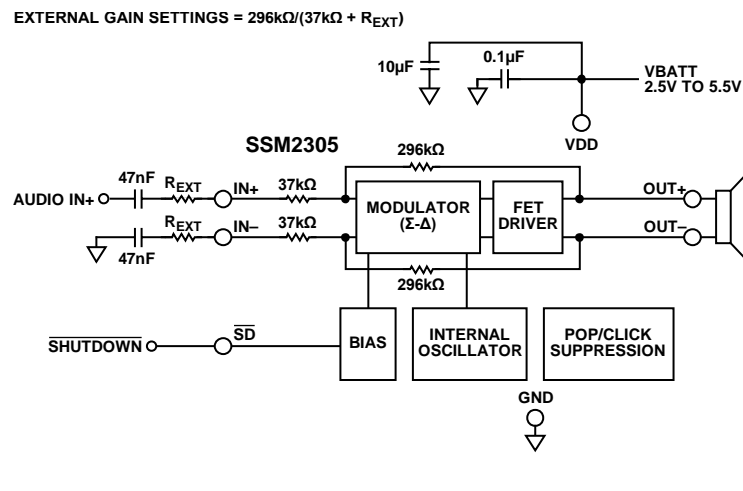 EXTERNAL GAIN SETTINGS = 296kΩ/(37kΩ + REXT)
10µF
0.1µF
VBATT
2.5V TO 5.5V
VDD
SSM2305
296kΩ
47nF
REXT
IN+
37kΩ
AUDIO IN+
MODULATOR
(Σ-Δ)
FET
DRIVER
OUT+
REXT
IN–
37kΩ
OUT–
47nF
296kΩ
SHUTDOWN
SD
BIAS
INTERNAL
OSCILLATOR
POP/CLICK
SUPPRESSION
GND